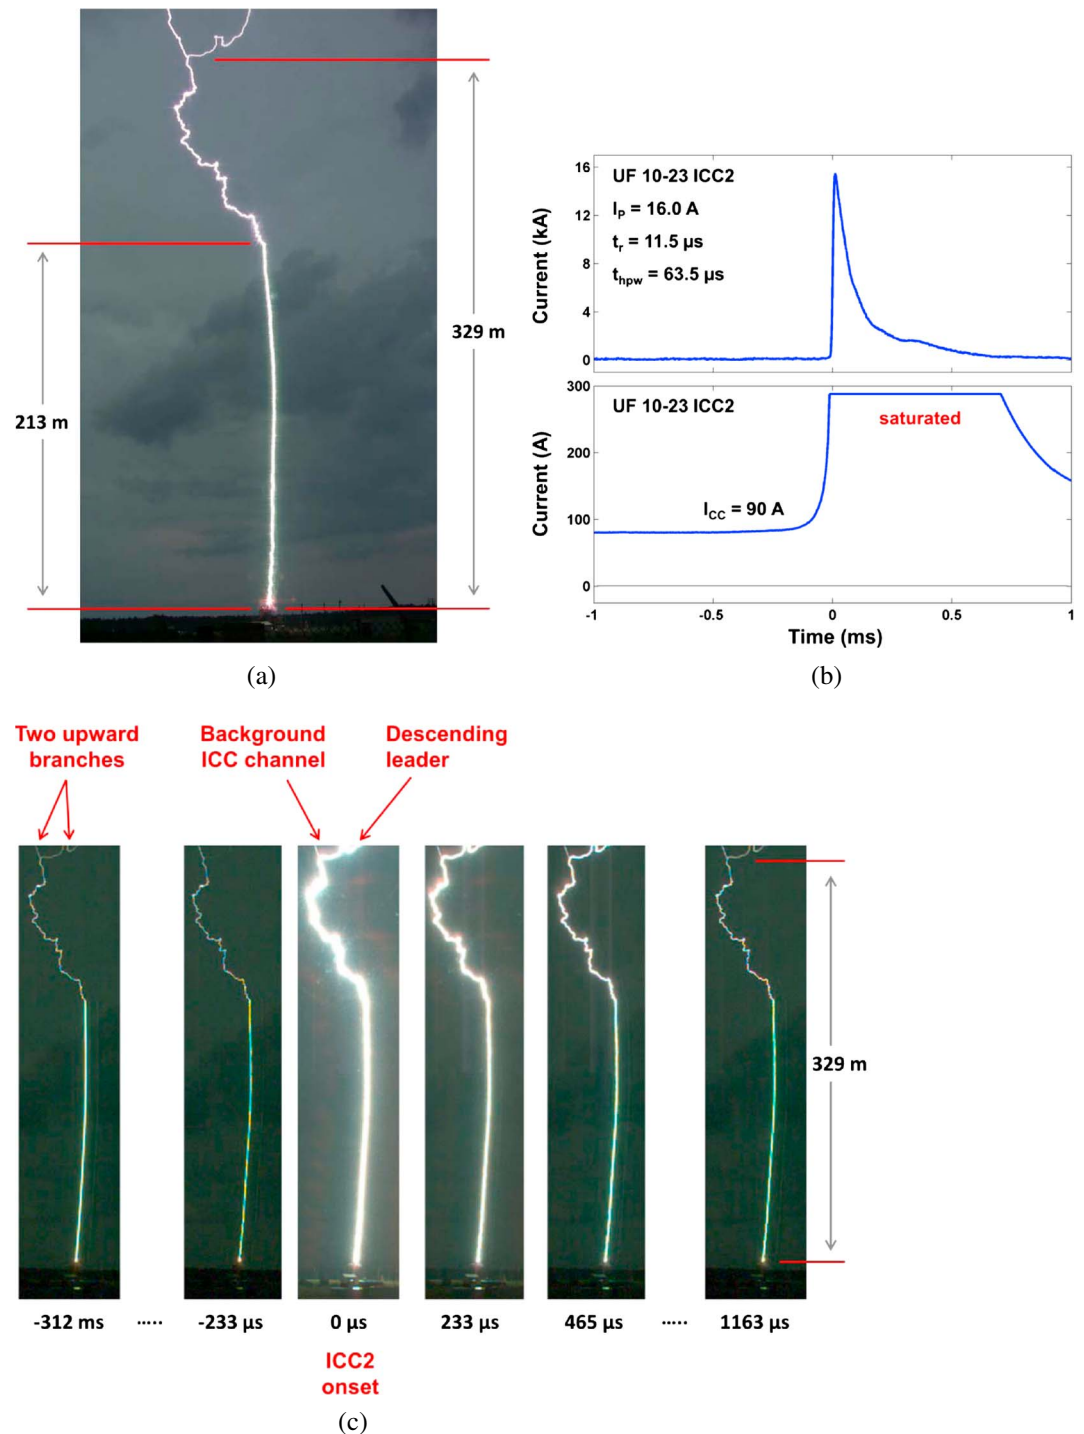 329 m
213 m
(a)
Current (kA)
16
12
8
4
0
UF 10-23 ICC2
I_P = 16.0 A
t_r = 11.5 µs
t_hpw = 63.5 µs
Current (A)
300
200
100
0
UF 10-23 ICC2
saturated
I_CC = 90 A
-1
-0.5
0
0.5
1
Time (ms)
(b)
Two upward
branches
Background
ICC channel
Descending
leader
329 m
-312 ms
.....
-233 µs
0 µs
233 µs
465 µs
.....
1163 µs
ICC2
onset
(c)